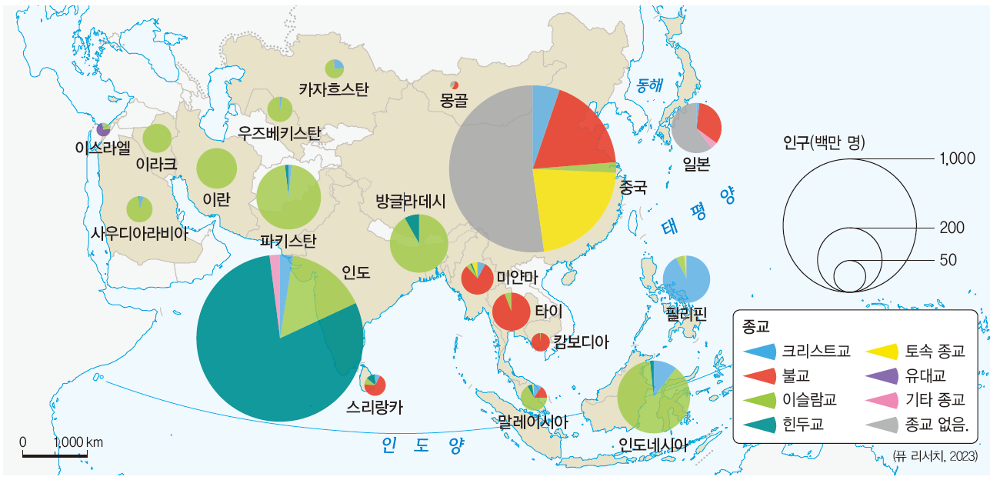 카자흐스탄
몽골
동해
우즈베키스탄
이스라엘
이라크
이란
사우디아라비아
파키스탄
방글라데시
중국
일본
태평양
인도
미얀마
타이
캄보디아
필리핀
스리랑카
말레이시아
인도네시아
인도양
0°
0 1,000 km
인구(백만 명)
1,000
200
50
종교
크리스트교
불교
이슬람교
힌두교
토속 종교
유대교
기타 종교
종교 없음.
(퓨 리서치, 2023)